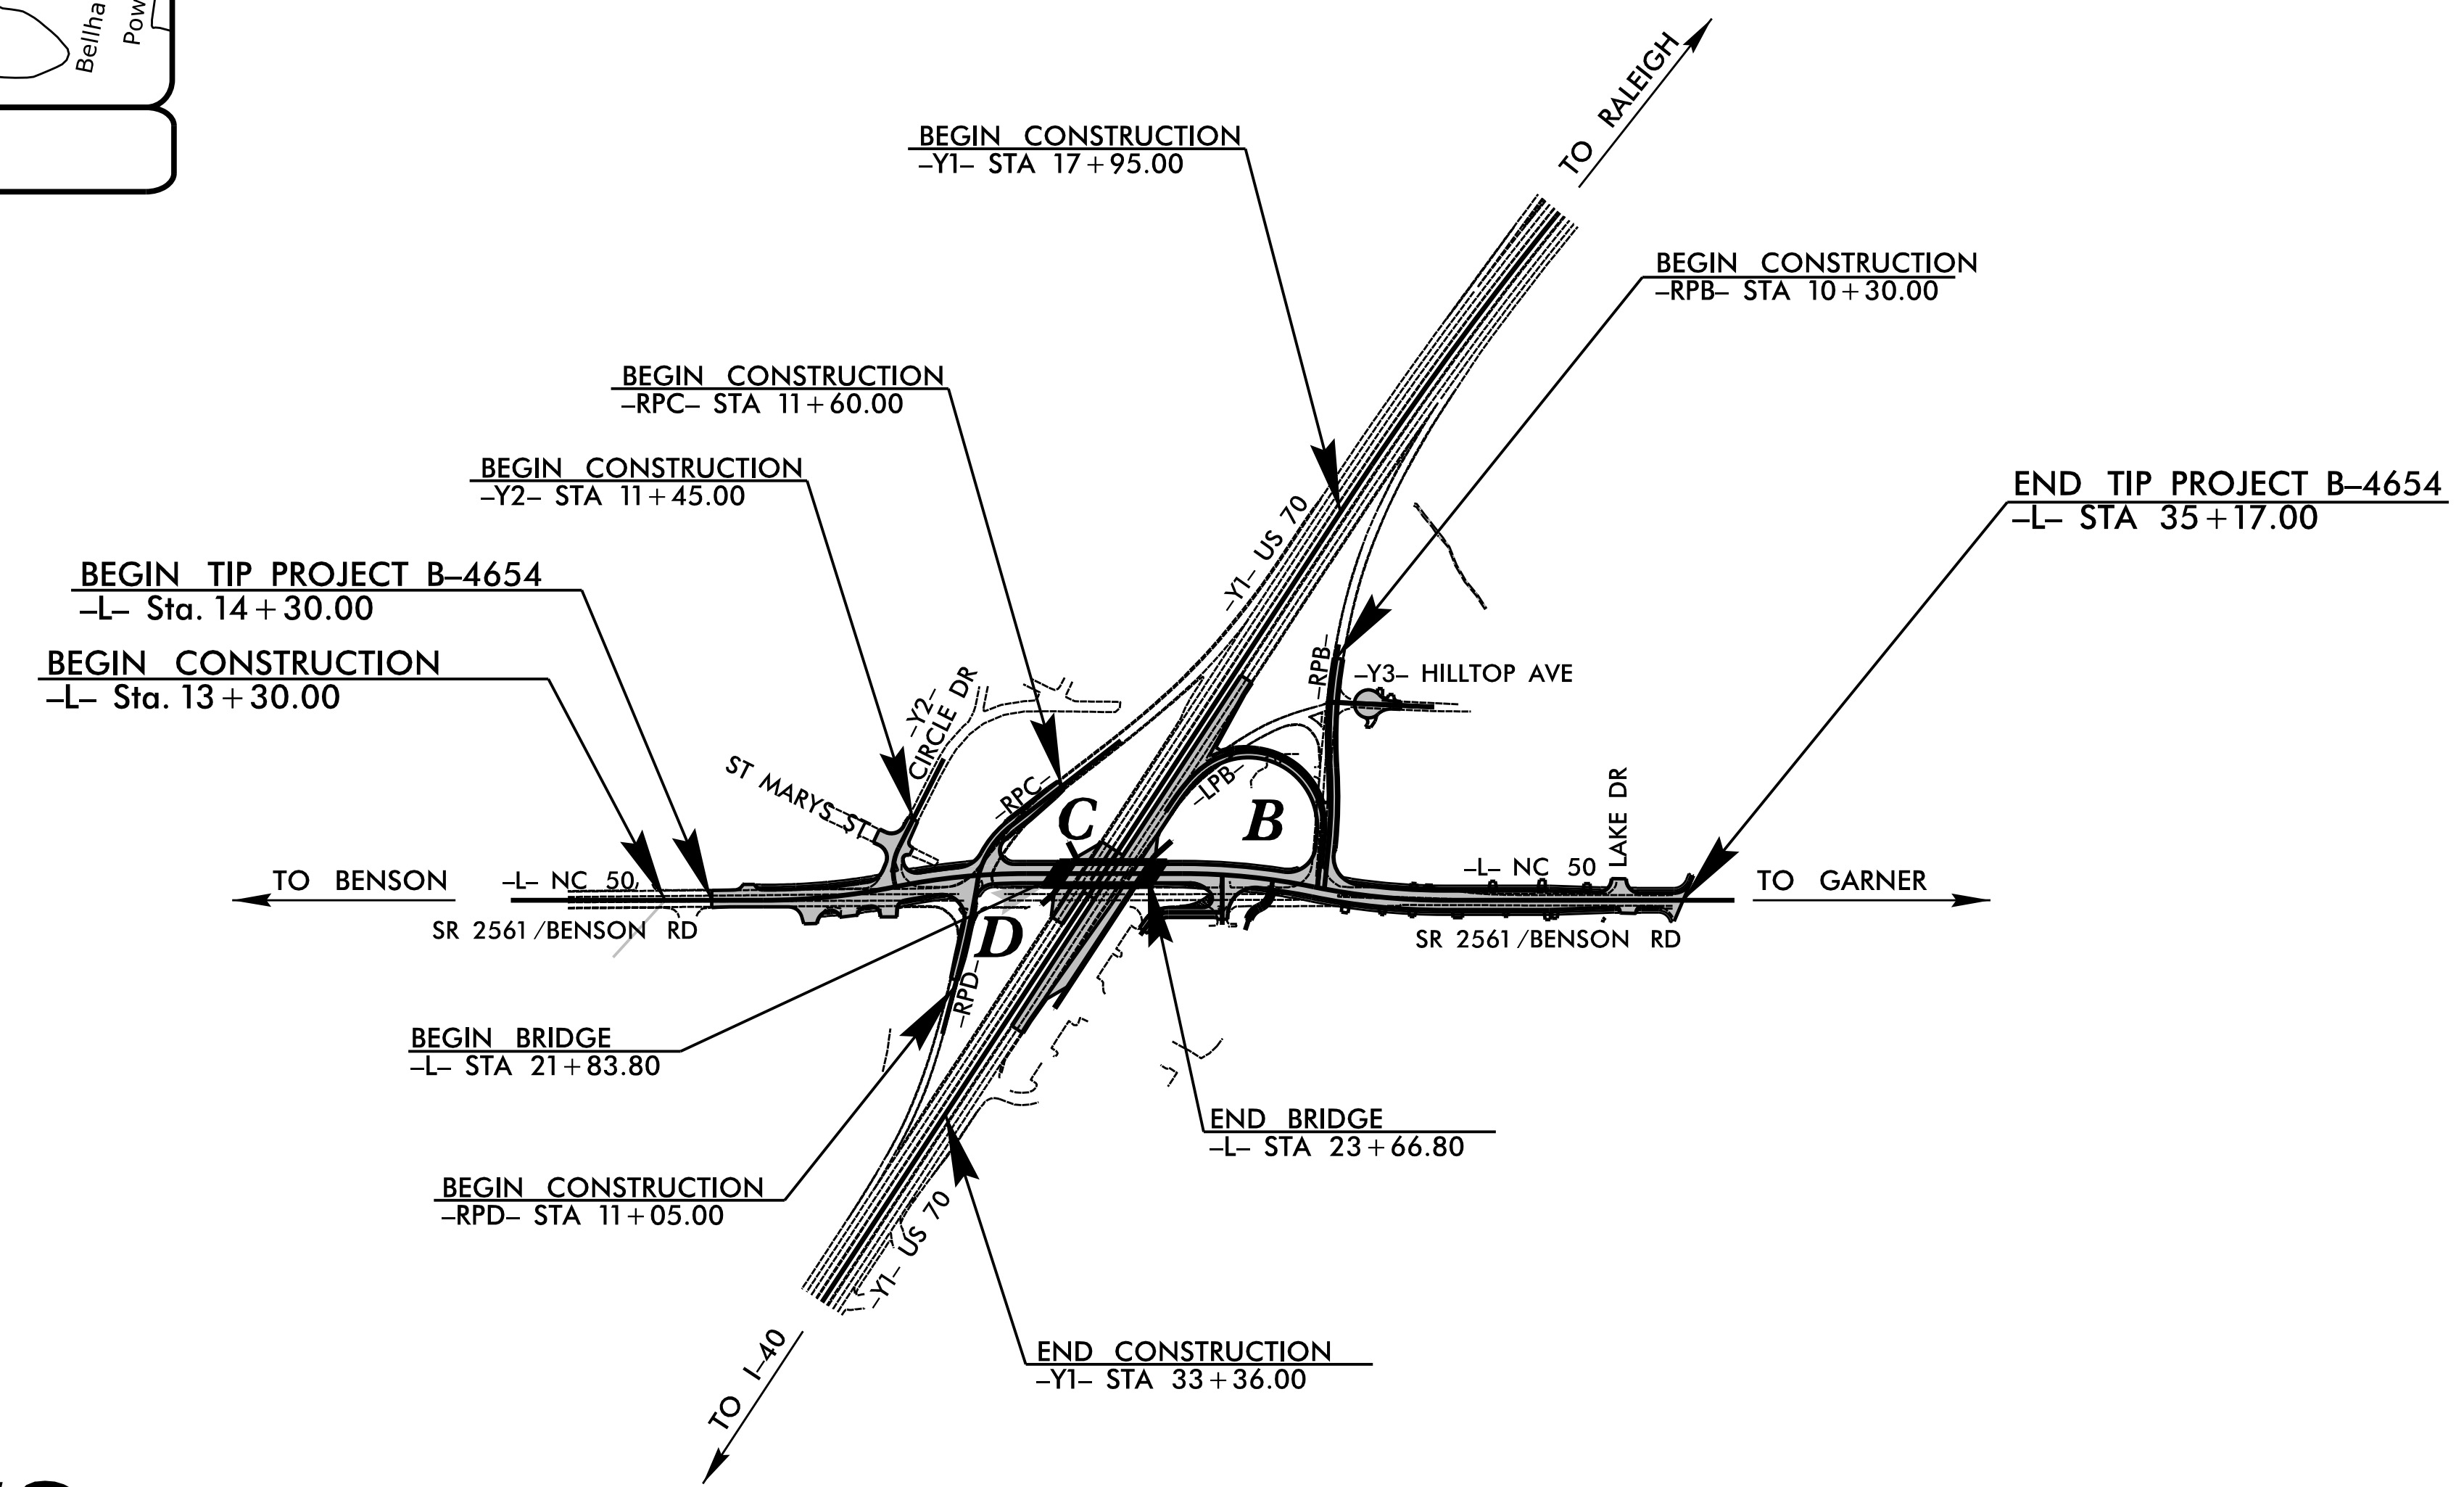 Bellha
Pow
TO RALEIGH
BEGIN CONSTRUCTION
–Y1– STA 17+95.00
BEGIN CONSTRUCTION
–RPB– STA 10+30.00
BEGIN CONSTRUCTION
–RPC– STA 11+60.00
BEGIN CONSTRUCTION
–Y2– STA 11+45.00
END TIP PROJECT B–4654
–L– STA 35+17.00
BEGIN TIP PROJECT B–4654
–L– Sta. 14+30.00
BEGIN CONSTRUCTION
–L– Sta. 13+30.00
–Y1– US 70
–RPB–
–Y3– HILLTOP AVE
–Y2–
CIRCLE DR
ST MARYS ST
–RPC–
–LPB–
C
B
LAKE DR
TO BENSON
–L– NC 50
–L– NC 50
TO GARNER
SR 2561/BENSON RD
D
SR 2561/BENSON RD
–RPD–
BEGIN BRIDGE
–L– STA 21+83.80
END BRIDGE
–L– STA 23+66.80
BEGIN CONSTRUCTION
–RPD– STA 11+05.00
–Y1– US 70
END CONSTRUCTION
–Y1– STA 33+36.00
TO I–40